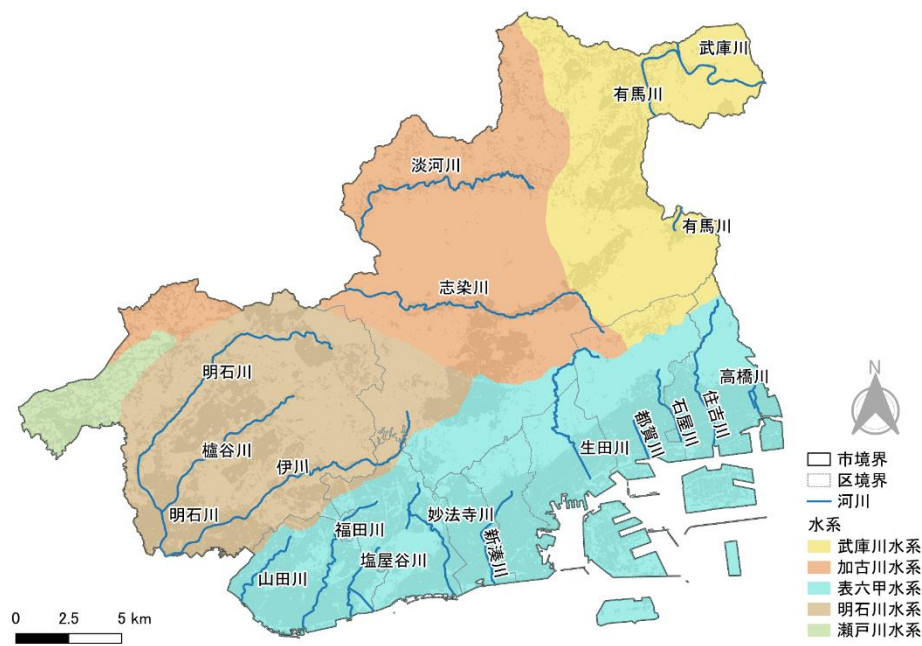 武庫川
有馬川
淡河川
有馬川
志染川
明石川
高橋川
住吉川
石屋川
都賀川
櫨谷川
伊川
生田川
明石川
妙法寺川
福田川
新湊川
塩屋谷川
山田川
N
市境界
区境界
河川
水系
武庫川水系
加古川水系
表六甲水系
明石川水系
瀬戸川水系
0 2.5 5 km